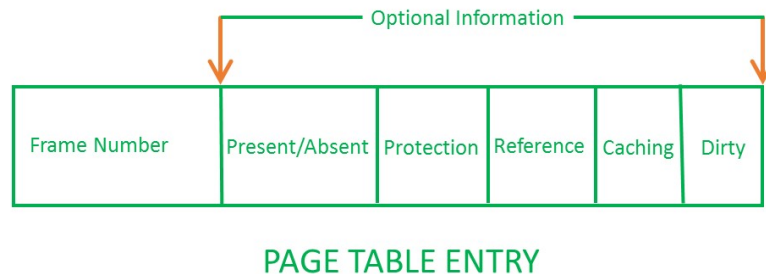 Optional Information
Frame Number Present/Absent Protection Reference Caching Dirty
PAGE TABLE ENTRY